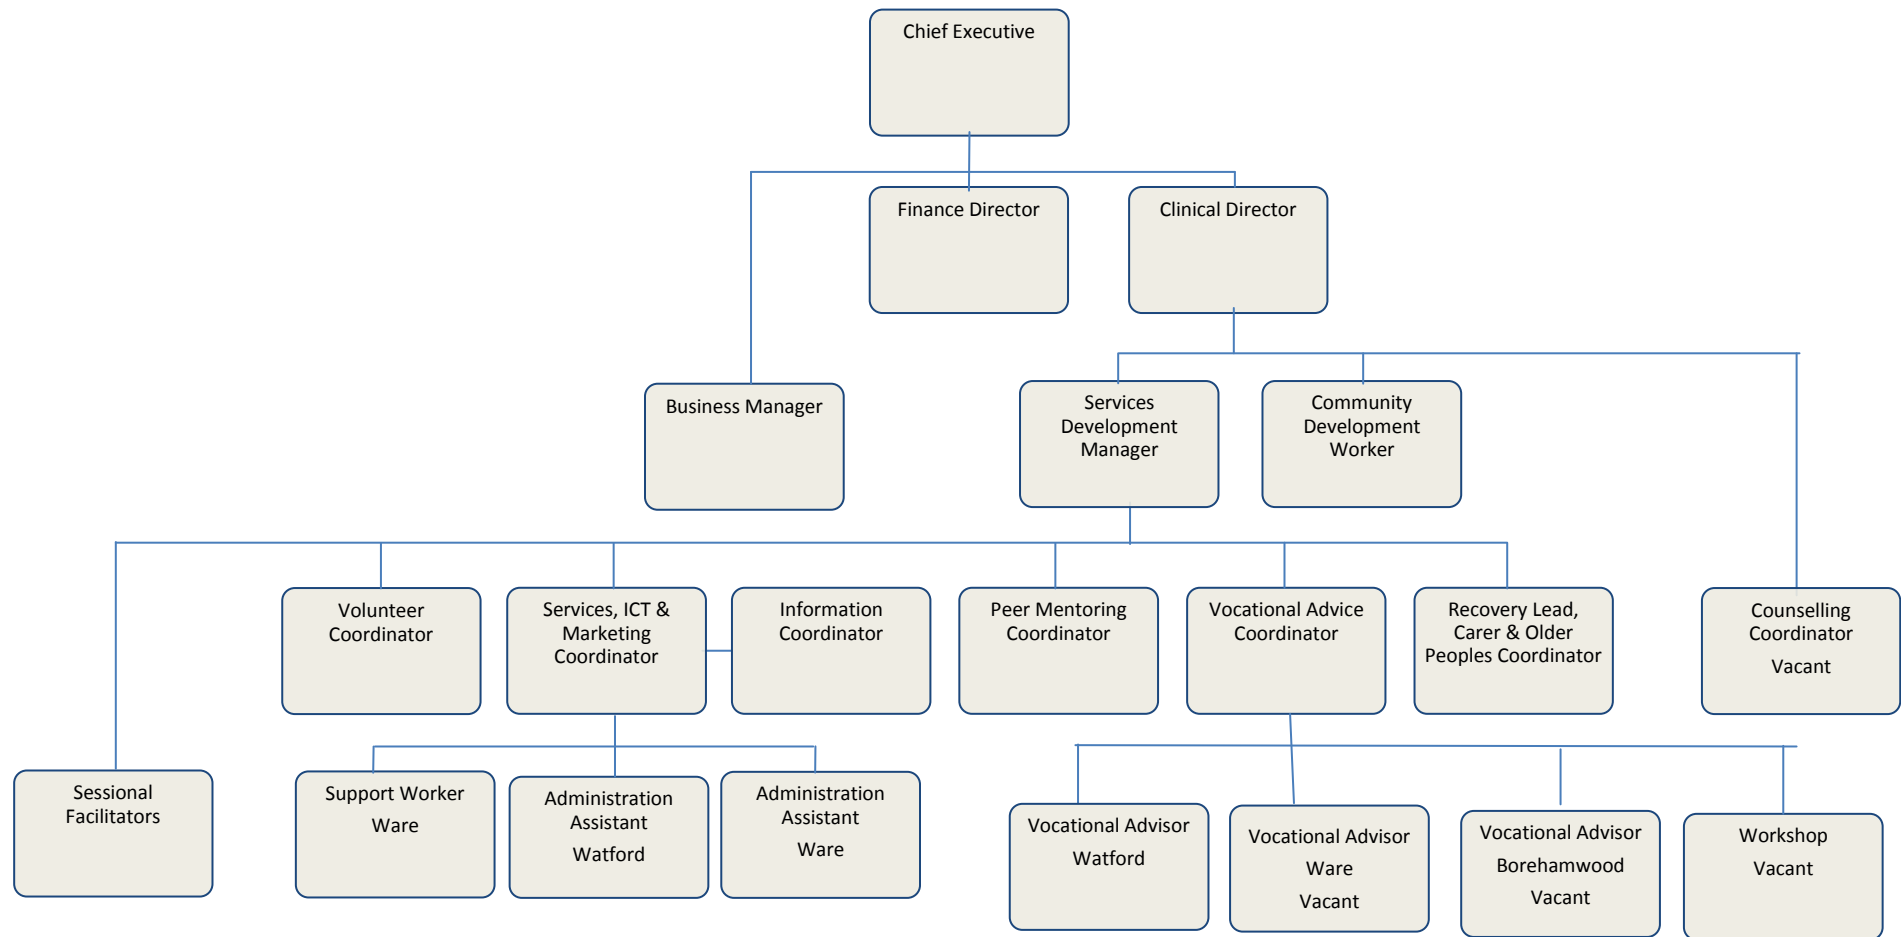 Chief Executive
Finance Director
Clinical Director
Business Manager
Services
Development
Manager
Community
Development
Worker
Volunteer
Coordinator
Services, ICT &
Marketing
Coordinator
Information
Coordinator
Peer Mentoring
Coordinator
Vocational Advice
Coordinator
Recovery Lead,
Carer & Older
Peoples Coordinator
Counselling
Coordinator
Vacant
Sessional
Facilitators
Support Worker
Ware
Administration
Assistant
Watford
Administration
Assistant
Ware
Vocational Advisor
Watford
Vocational Advisor
Ware
Vacant
Vocational Advisor
Borehamwood
Vacant
Workshop
Vacant